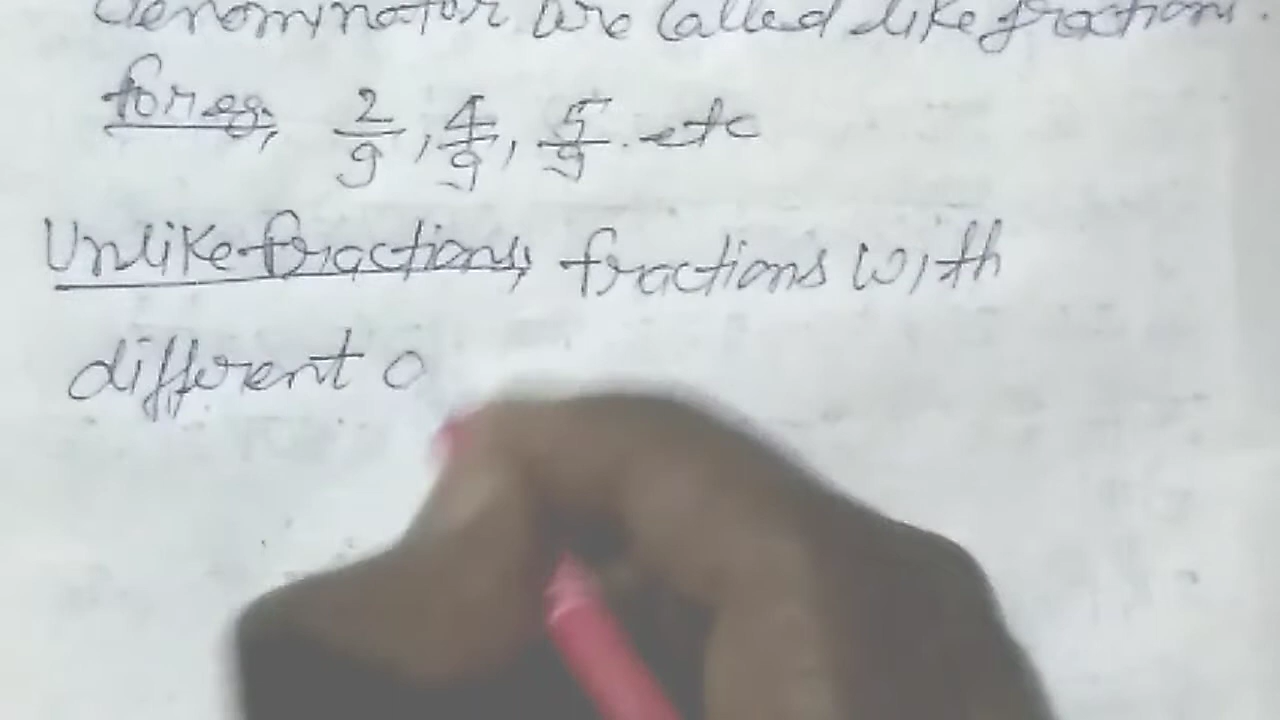 denominator are called like fractions.
for eg, 2/9, 4/9, 5/9. etc
Unlike fractions, fractions with
different